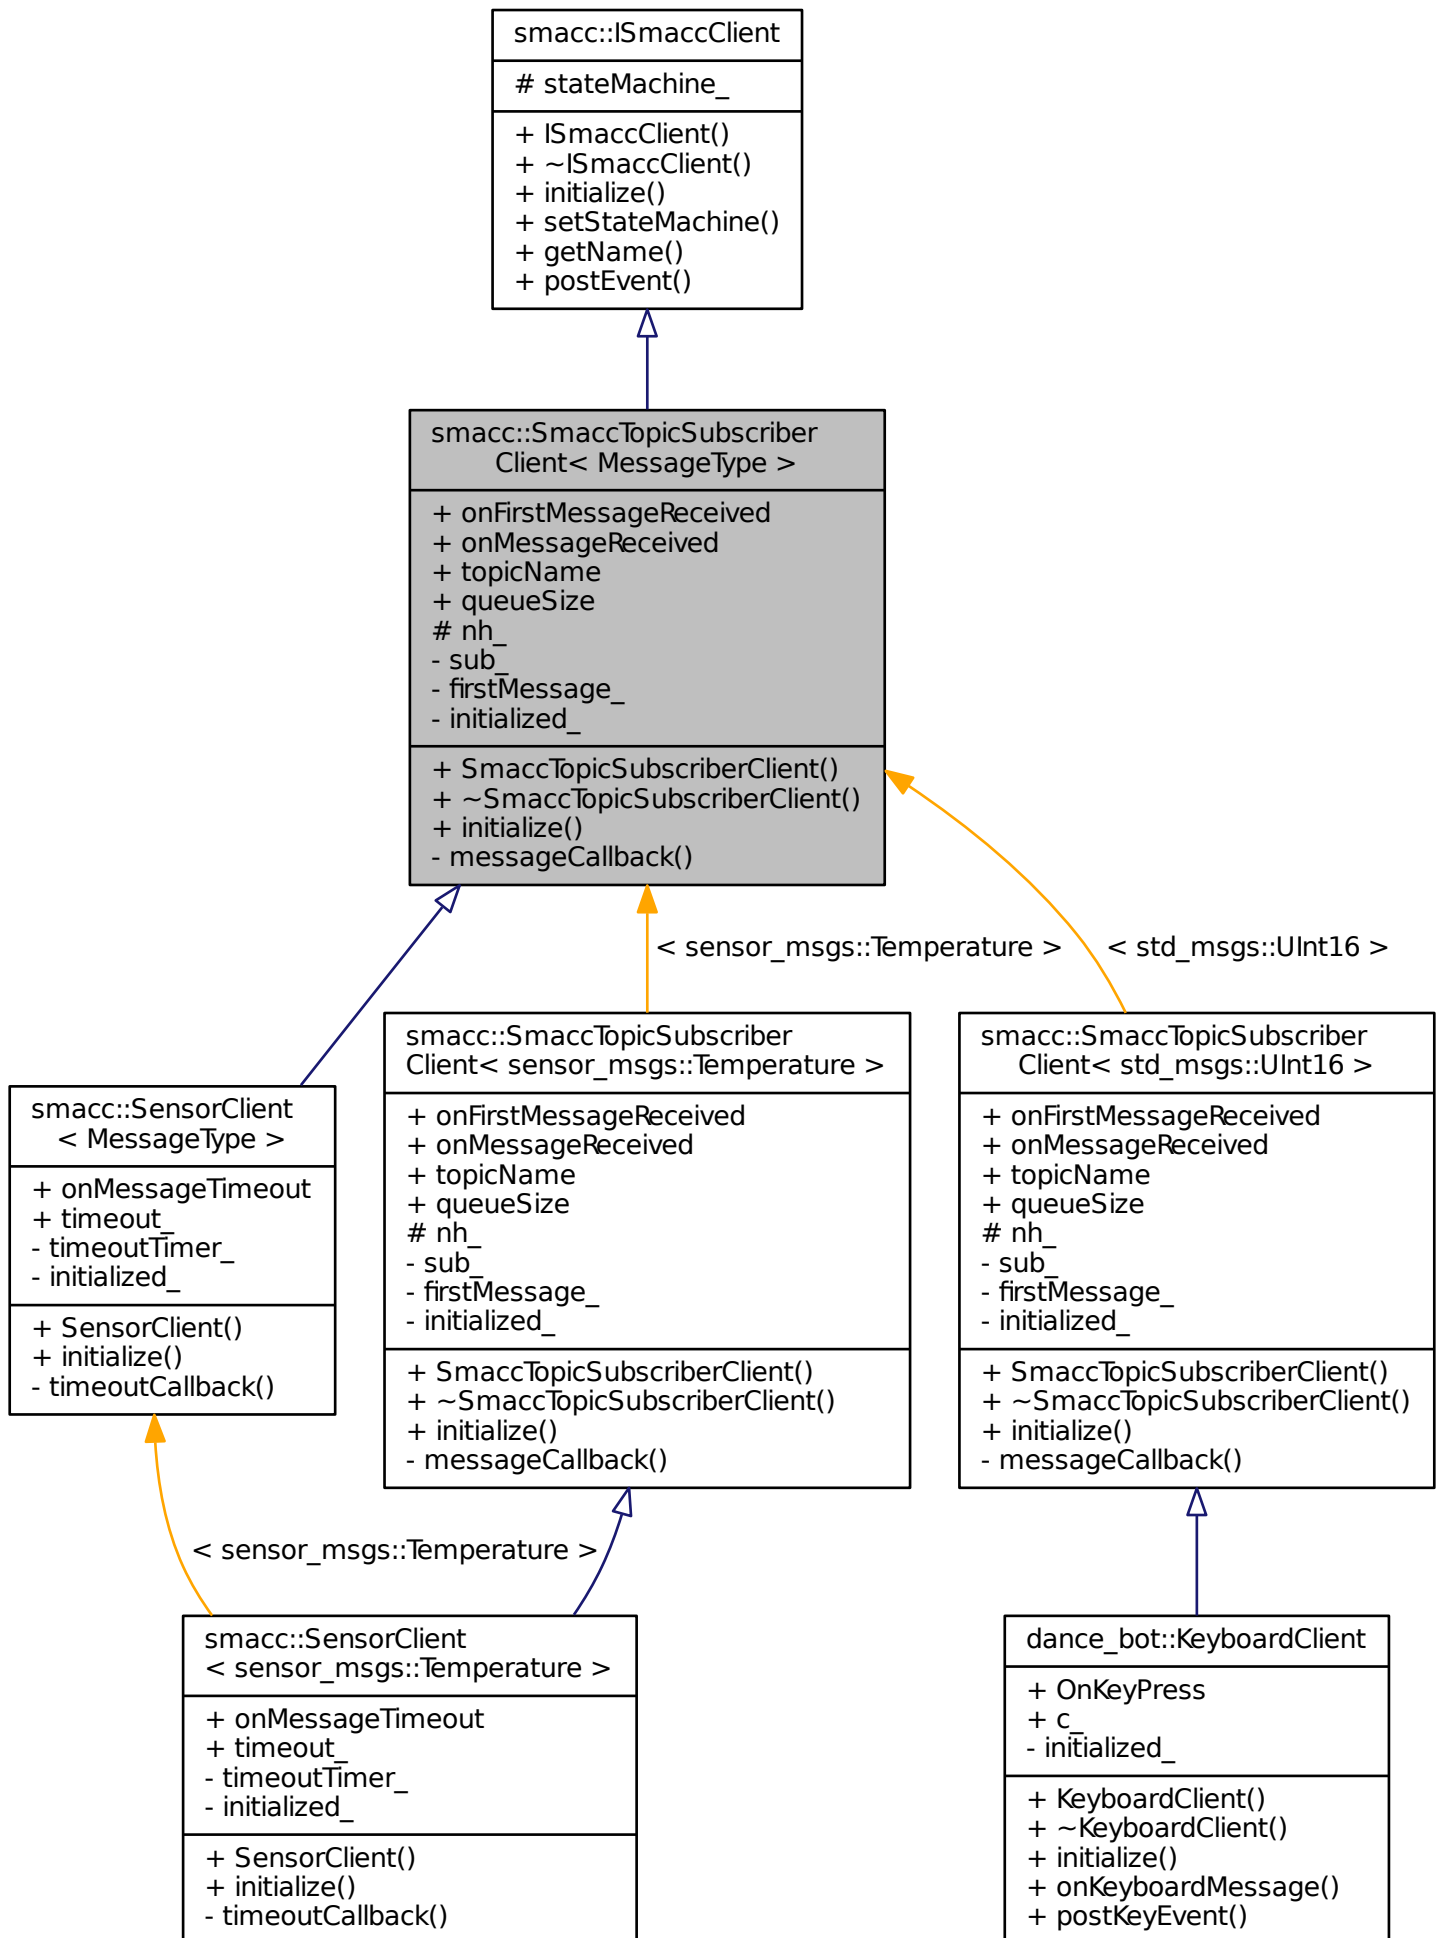 smacc::ISmaccClient
# stateMachine_
+ ISmaccClient()
+ ~ISmaccClient()
+ initialize()
+ setStateMachine()
+ getName()
+ postEvent()
smacc::SmaccTopicSubscriber
Client< MessageType >
+ onFirstMessageReceived
+ onMessageReceived
+ topicName
+ queueSize
# nh_
- sub_
- firstMessage_
- initialized_
+ SmaccTopicSubscriberClient()
+ ~SmaccTopicSubscriberClient()
+ initialize()
- messageCallback()
< sensor_msgs::Temperature >
< std_msgs::UInt16 >
smacc::SensorClient
< MessageType >
+ onMessageTimeout
+ timeout_
- timeoutTimer_
- initialized_
+ SensorClient()
+ initialize()
- timeoutCallback()
smacc::SmaccTopicSubscriber
Client< sensor_msgs::Temperature >
+ onFirstMessageReceived
+ onMessageReceived
+ topicName
+ queueSize
# nh_
- sub_
- firstMessage_
- initialized_
+ SmaccTopicSubscriberClient()
+ ~SmaccTopicSubscriberClient()
+ initialize()
- messageCallback()
smacc::SmaccTopicSubscriber
Client< std_msgs::UInt16 >
+ onFirstMessageReceived
+ onMessageReceived
+ topicName
+ queueSize
# nh_
- sub_
- firstMessage_
- initialized_
+ SmaccTopicSubscriberClient()
+ ~SmaccTopicSubscriberClient()
+ initialize()
- messageCallback()
< sensor_msgs::Temperature >
smacc::SensorClient
< sensor_msgs::Temperature >
+ onMessageTimeout
+ timeout_
- timeoutTimer_
- initialized_
+ SensorClient()
+ initialize()
- timeoutCallback()
dance_bot::KeyboardClient
+ OnKeyPress
+ c_
- initialized_
+ KeyboardClient()
+ ~KeyboardClient()
+ initialize()
+ onKeyboardMessage()
+ postKeyEvent()